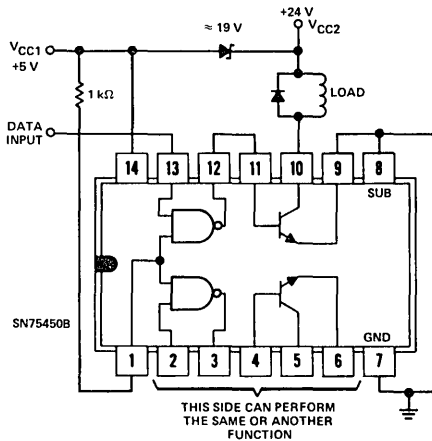 ≈ 19 V
+24 V
VCC2
VCC1
+5 V
1 kΩ
LOAD
DATA
INPUT
14 13 12 11 10 9 8
SUB
SN75450B
GND
1 2 3 4 5 6 7
THIS SIDE CAN PERFORM
THE SAME OR ANOTHER
FUNCTION